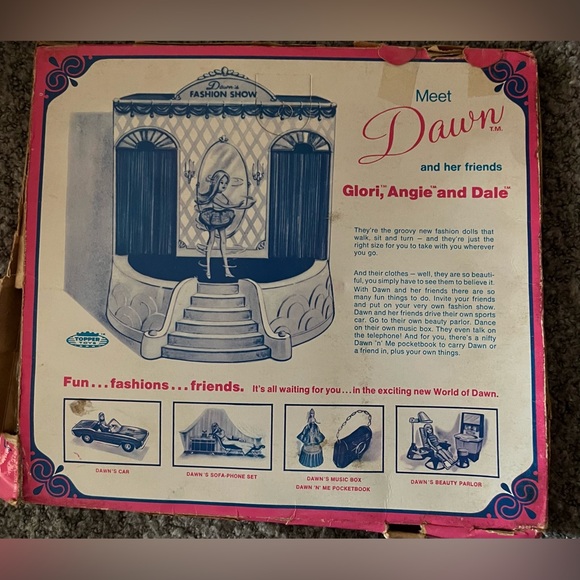 Dawn's
FASHION SHOW
Meet
Dawn T.M.
and her friends
Glori,™ Angie™ and Dale™
They're the groovy new fashion dolls that
walk, sit and turn — and they're just the
right size for you to take with you wherever
you go.
And their clothes — well, they are so beauti-
ful, you simply have to see them to believe it.
With Dawn and her friends there are so
many fun things to do. Invite your friends
and put on your very own fashion show.
Dawn and her friends drive their own sports
car. Go to their own beauty parlor. Dance
on their own music box. They even talk on
the telephone! And for you, there's a nifty
Dawn 'n' Me pocketbook to carry Dawn or
a friend in, plus your own things.
TOPPER
TOYS
Fun...fashions...friends. It's all waiting for you...in the exciting new World of Dawn.
DAWN'S CAR
DAWN'S SOFA-PHONE SET
DAWN'S MUSIC BOX
DAWN 'N' ME POCKETBOOK
DAWN'S BEAUTY PARLOR